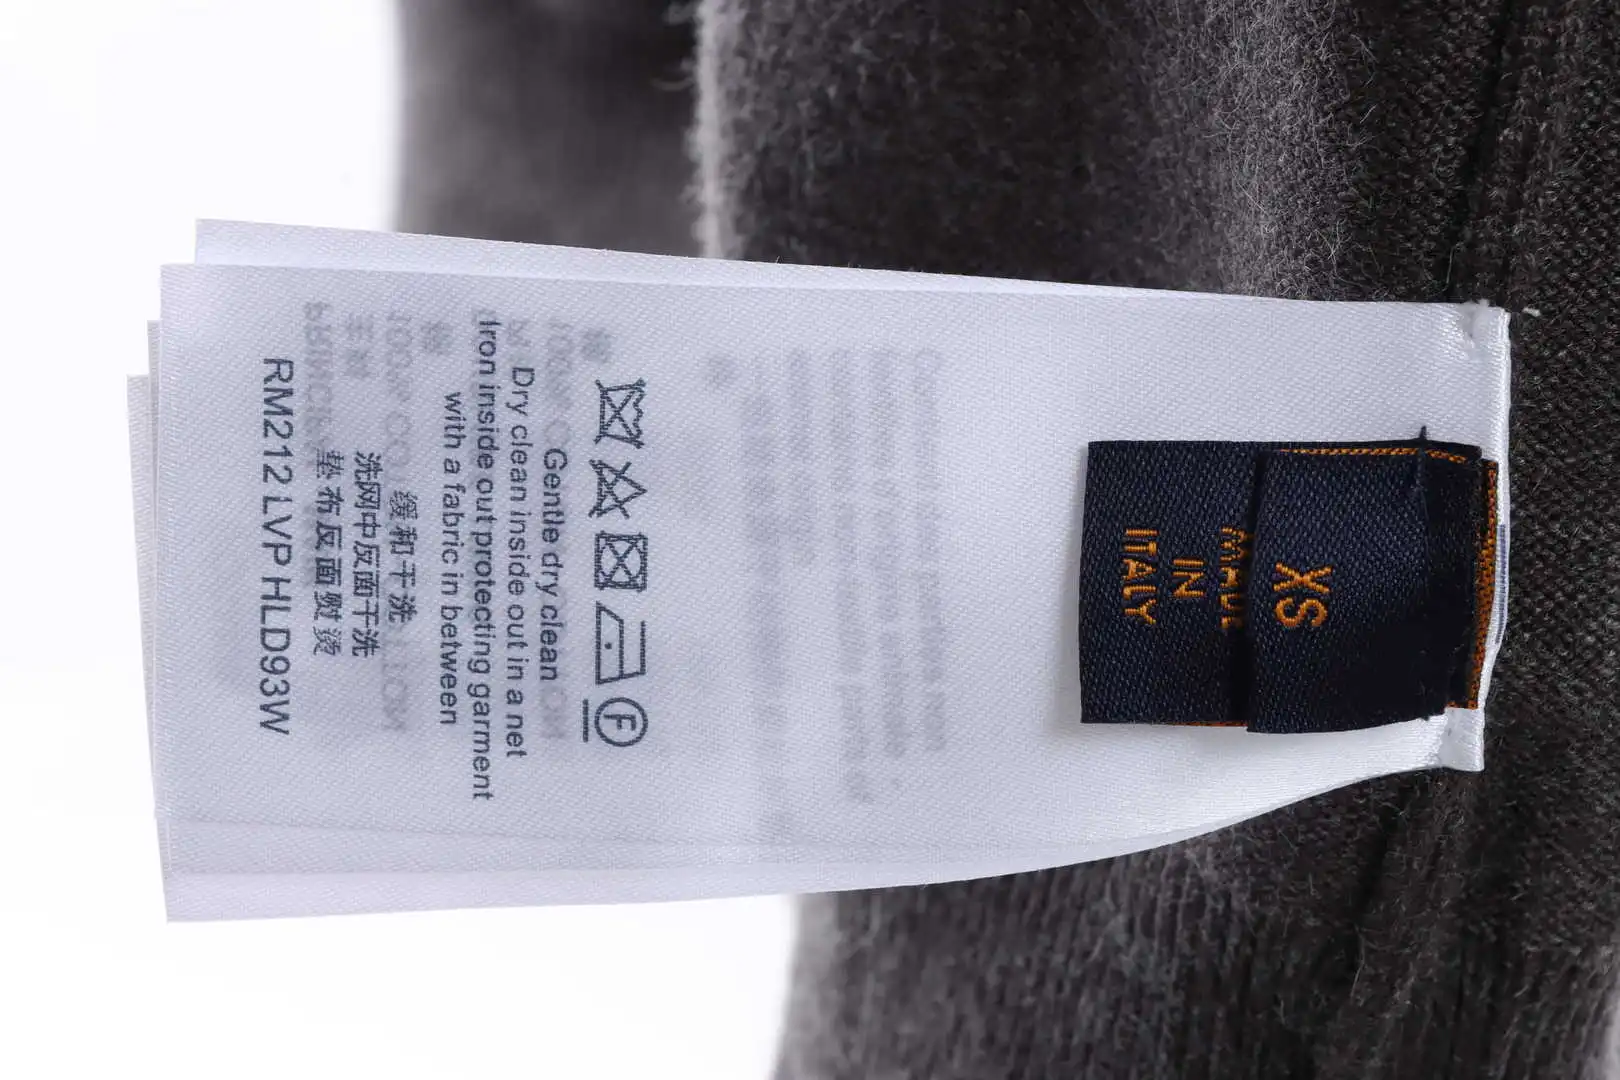 XS
MADE
IN
ITALY
F
Gentle dry clean
Dry clean inside out in a net
Iron inside out protecting garment
with a fabric in between
缓和干洗
洗网中反面干洗
垫布反面熨烫
RM212 LVP HLD93W